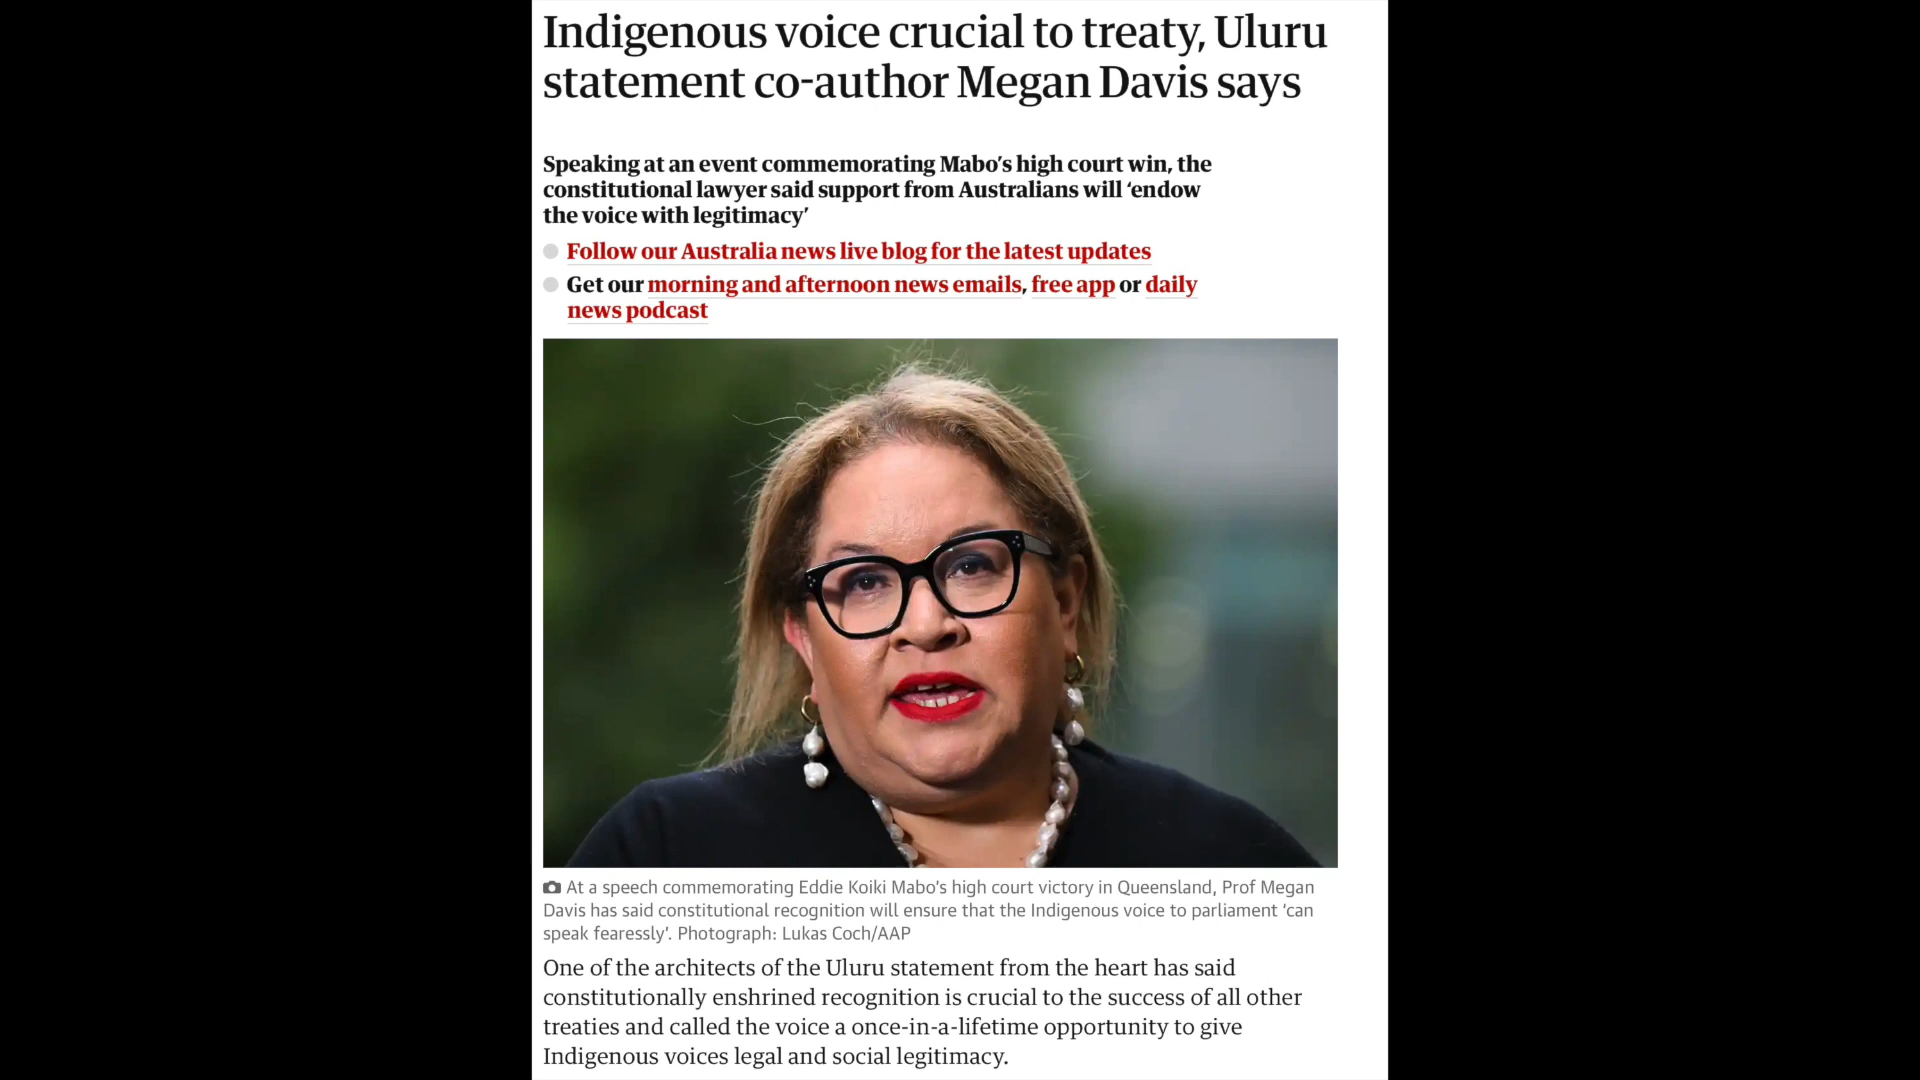 Indigenous voice crucial to treaty, Uluru
statement co-author Megan Davis says
Speaking at an event commemorating Mabo’s high court win, the
constitutional lawyer said support from Australians will ‘endow
the voice with legitimacy’
Follow our Australia news live blog for the latest updates
Get our morning and afternoon news emails, free app or daily
news podcast
At a speech commemorating Eddie Koiki Mabo’s high court victory in Queensland, Prof Megan
Davis has said constitutional recognition will ensure that the Indigenous voice to parliament ‘can
speak fearessly’. Photograph: Lukas Coch/AAP
One of the architects of the Uluru statement from the heart has said
constitutionally enshrined recognition is crucial to the success of all other
treaties and called the voice a once-in-a-lifetime opportunity to give
Indigenous voices legal and social legitimacy.